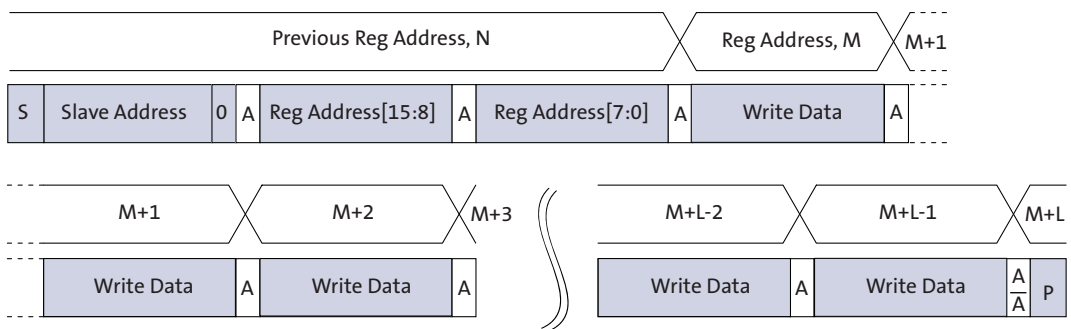 Previous Reg Address, N Reg Address, M M+1
S Slave Address 0 A Reg Address[15:8] A Reg Address[7:0] A Write Data A
M+1 M+2 M+3 M+L-2 M+L-1 M+L
Write Data A Write Data A Write Data A Write Data A/A̅ P